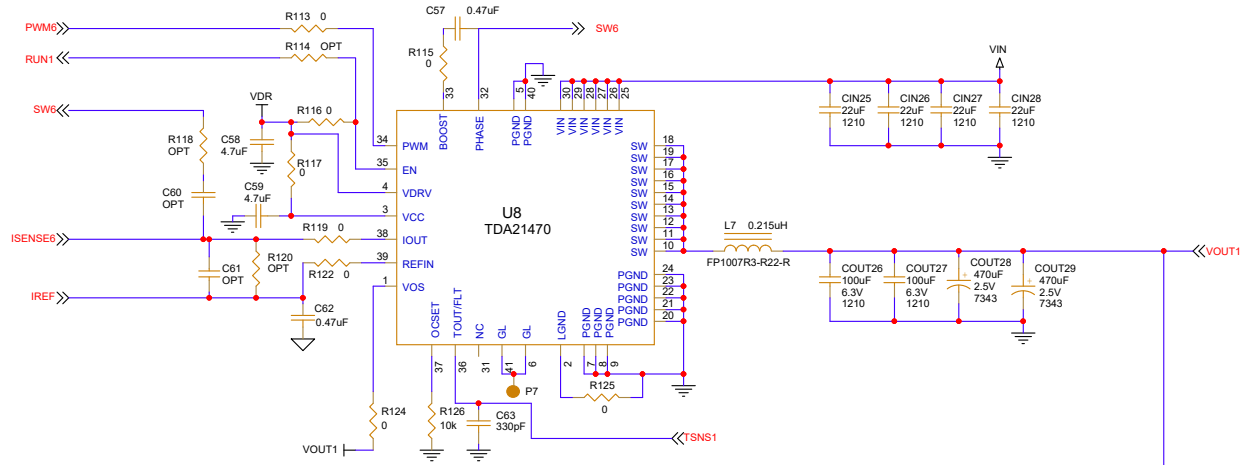 PWM6
R113 0
R114 OPT
RUN1
C57 0.47uF
SW6
R115
0
33
32
5
40
30
29
28
27
26
25
VIN
CIN25
22uF
1210
CIN26
22uF
1210
CIN27
22uF
1210
CIN28
22uF
1210
SW6
VDR
R116 0
C58
4.7uF
R117
0
R118
OPT
C60
OPT
C59
4.7uF
BOOST
PHASE
PGND
PGND
VIN
VIN
VIN
VIN
VIN
VIN
34 PWM
35 EN
4 VDRV
3 VCC
38 IOUT
39 REFIN
1 VOS
U8
TDA21470
SW 18
SW 19
SW 17
SW 16
SW 15
SW 14
SW 13
SW 12
SW 11
SW 10
PGND 24
PGND 23
PGND 22
PGND 21
PGND 20
ISENSE6
R119 0
R120
OPT
C61
OPT
R122 0
IREF
C62
0.47uF
L7 0.215uH
FP1007R3-R22-R
VOUT1
COUT26
100uF
6.3V
1210
COUT27
100uF
6.3V
1210
+
COUT28
470uF
2.5V
7343
+
COUT29
470uF
2.5V
7343
OCSET
TOUT/FLT
NC
GL
GL
LGND
PGND
PGND
PGND
37
36
31
41
6
2
7
8
9
P7
R125
0
R124
0
VOUT1
R126
10k
C63
330pF
TSNS1